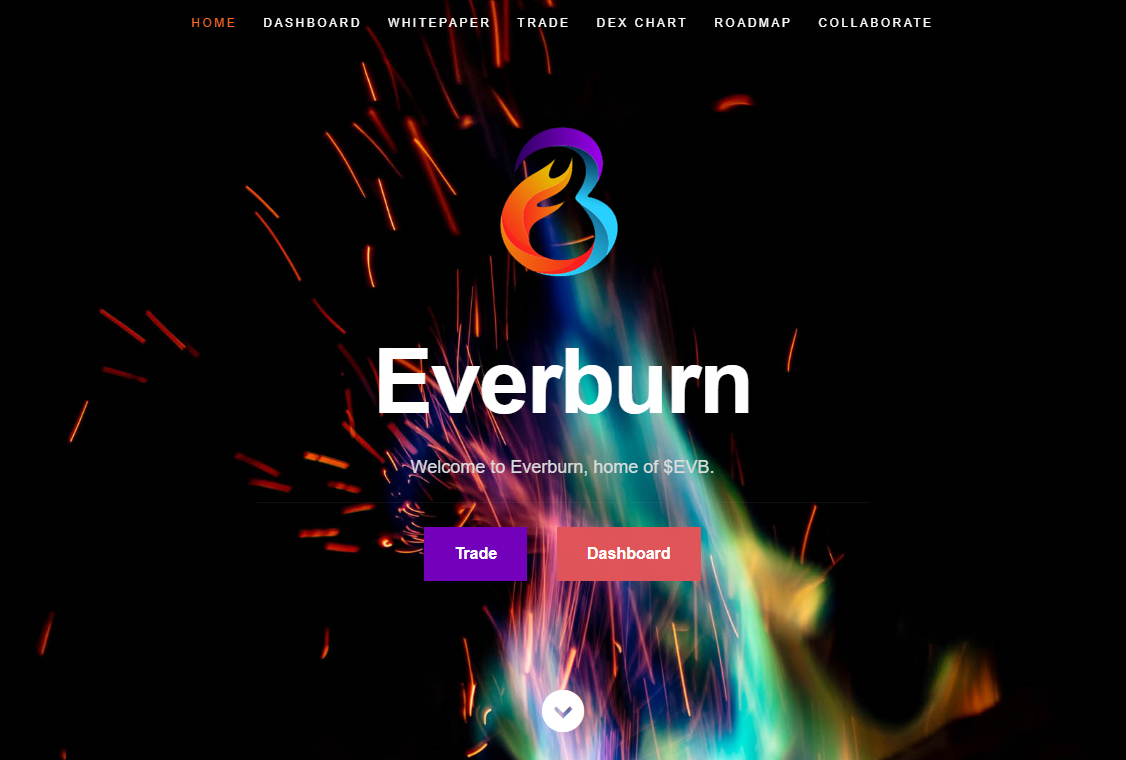 HOME DASHBOARD WHITEPAPER TRADE DEX CHART ROADMAP COLLABORATE
Everburn
Welcome to Everburn, home of $EVB.
Trade Dashboard